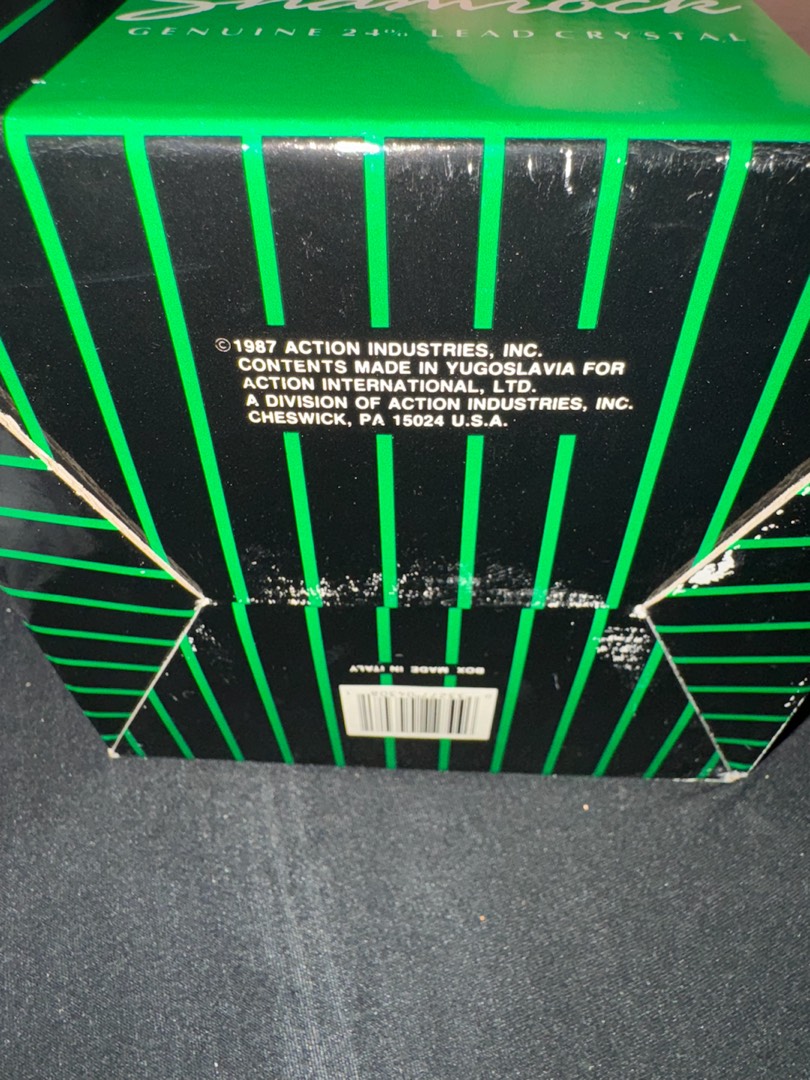 Shamrock
GENUINE 24% LEAD CRYSTAL
©1987 ACTION INDUSTRIES, INC.
CONTENTS MADE IN YUGOSLAVIA FOR
ACTION INTERNATIONAL, LTD.
A DIVISION OF ACTION INDUSTRIES, INC.
CHESWICK, PA 15024 U.S.A.
BOX MADE IN ITALY